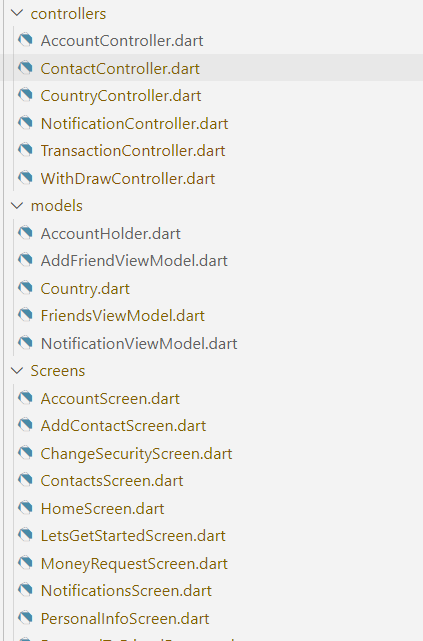 controllers
AccountController.dart
ContactController.dart
CountryController.dart
NotificationController.dart
TransactionController.dart
WithDrawController.dart
models
AccountHolder.dart
AddFriendViewModel.dart
Country.dart
FriendsViewModel.dart
NotificationViewModel.dart
Screens
AccountScreen.dart
AddContactScreen.dart
ChangeSecurityScreen.dart
ContactsScreen.dart
HomeScreen.dart
LetsGetStartedScreen.dart
MoneyRequestScreen.dart
NotificationsScreen.dart
PersonalInfoScreen.dart